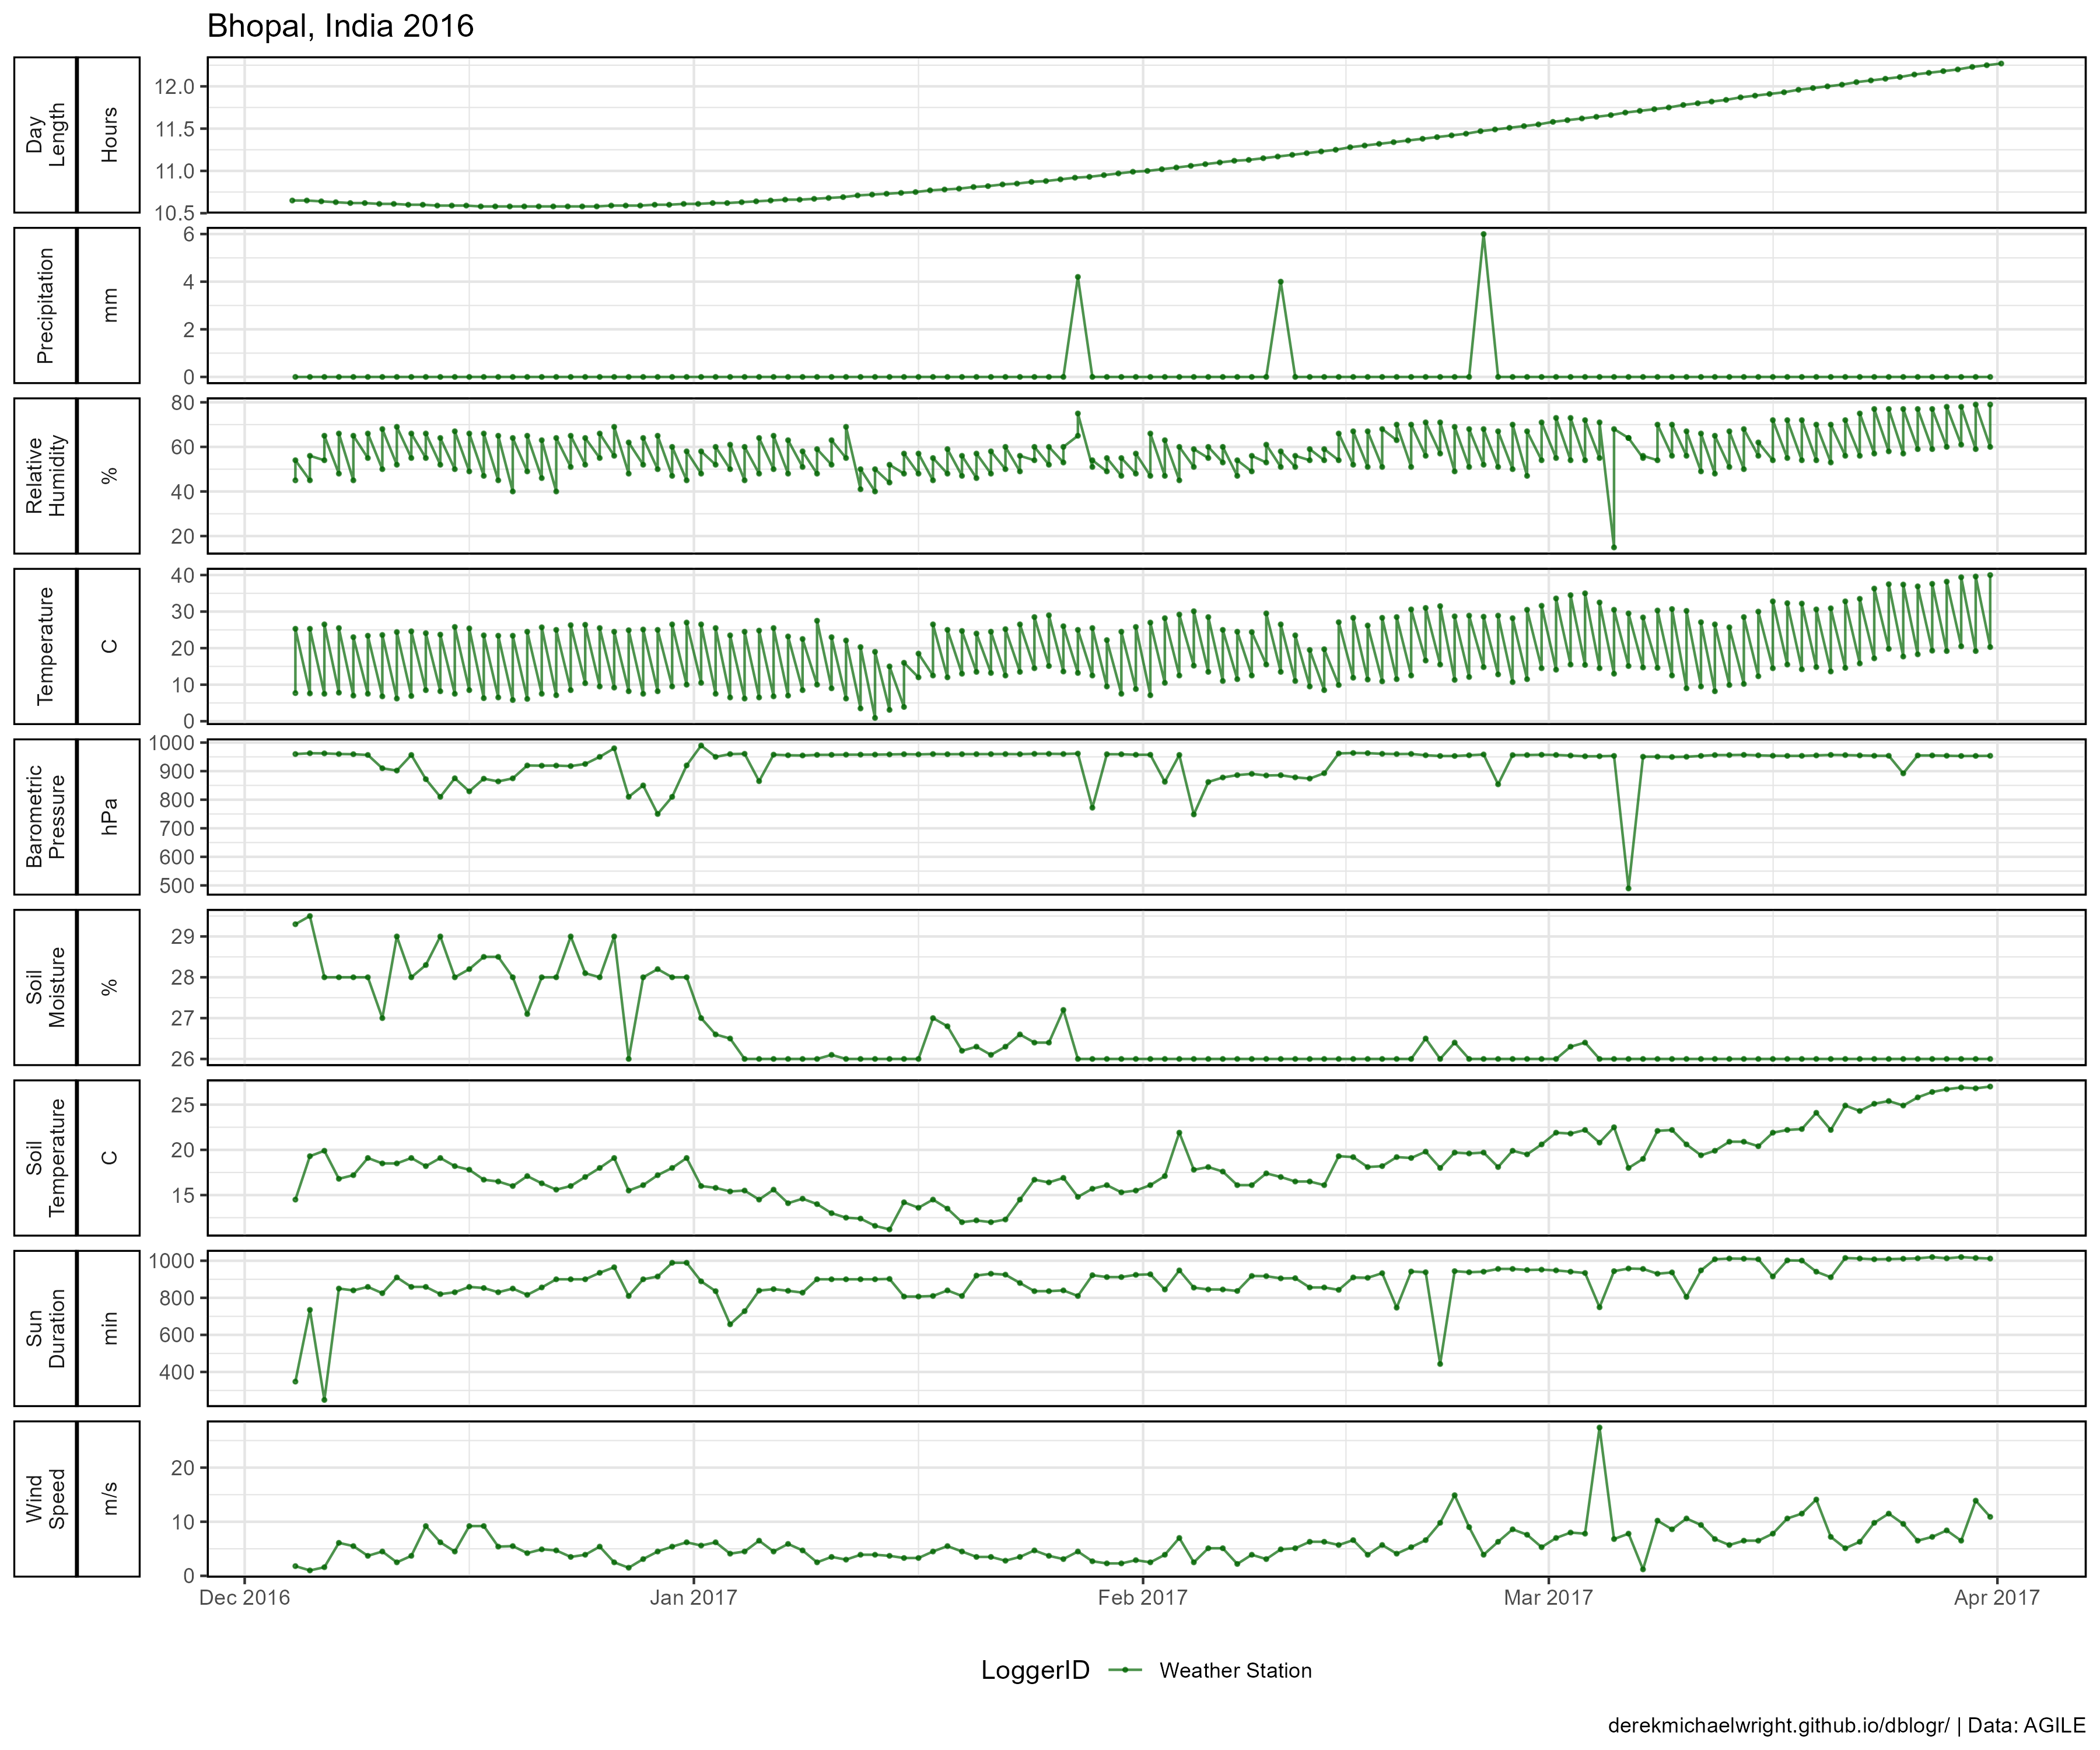 Bhopal, India 2016
Day
Length
Hours
12.0
11.5
11.0
10.5
Precipitation
mm
6
4
2
0
Relative
Humidity
%
80
60
40
20
Temperature
C
40
30
20
10
0
Barometric
Pressure
hPa
1000
900
800
700
600
500
Soil
Moisture
%
29
28
27
26
Soil
Temperature
C
25
20
15
Sun
Duration
min
1000
800
600
400
Wind
Speed
m/s
20
10
0
Dec 2016
Jan 2017
Feb 2017
Mar 2017
Apr 2017
LoggerID
Weather Station
derekmichaelwright.github.io/dblogr/ | Data: AGILE